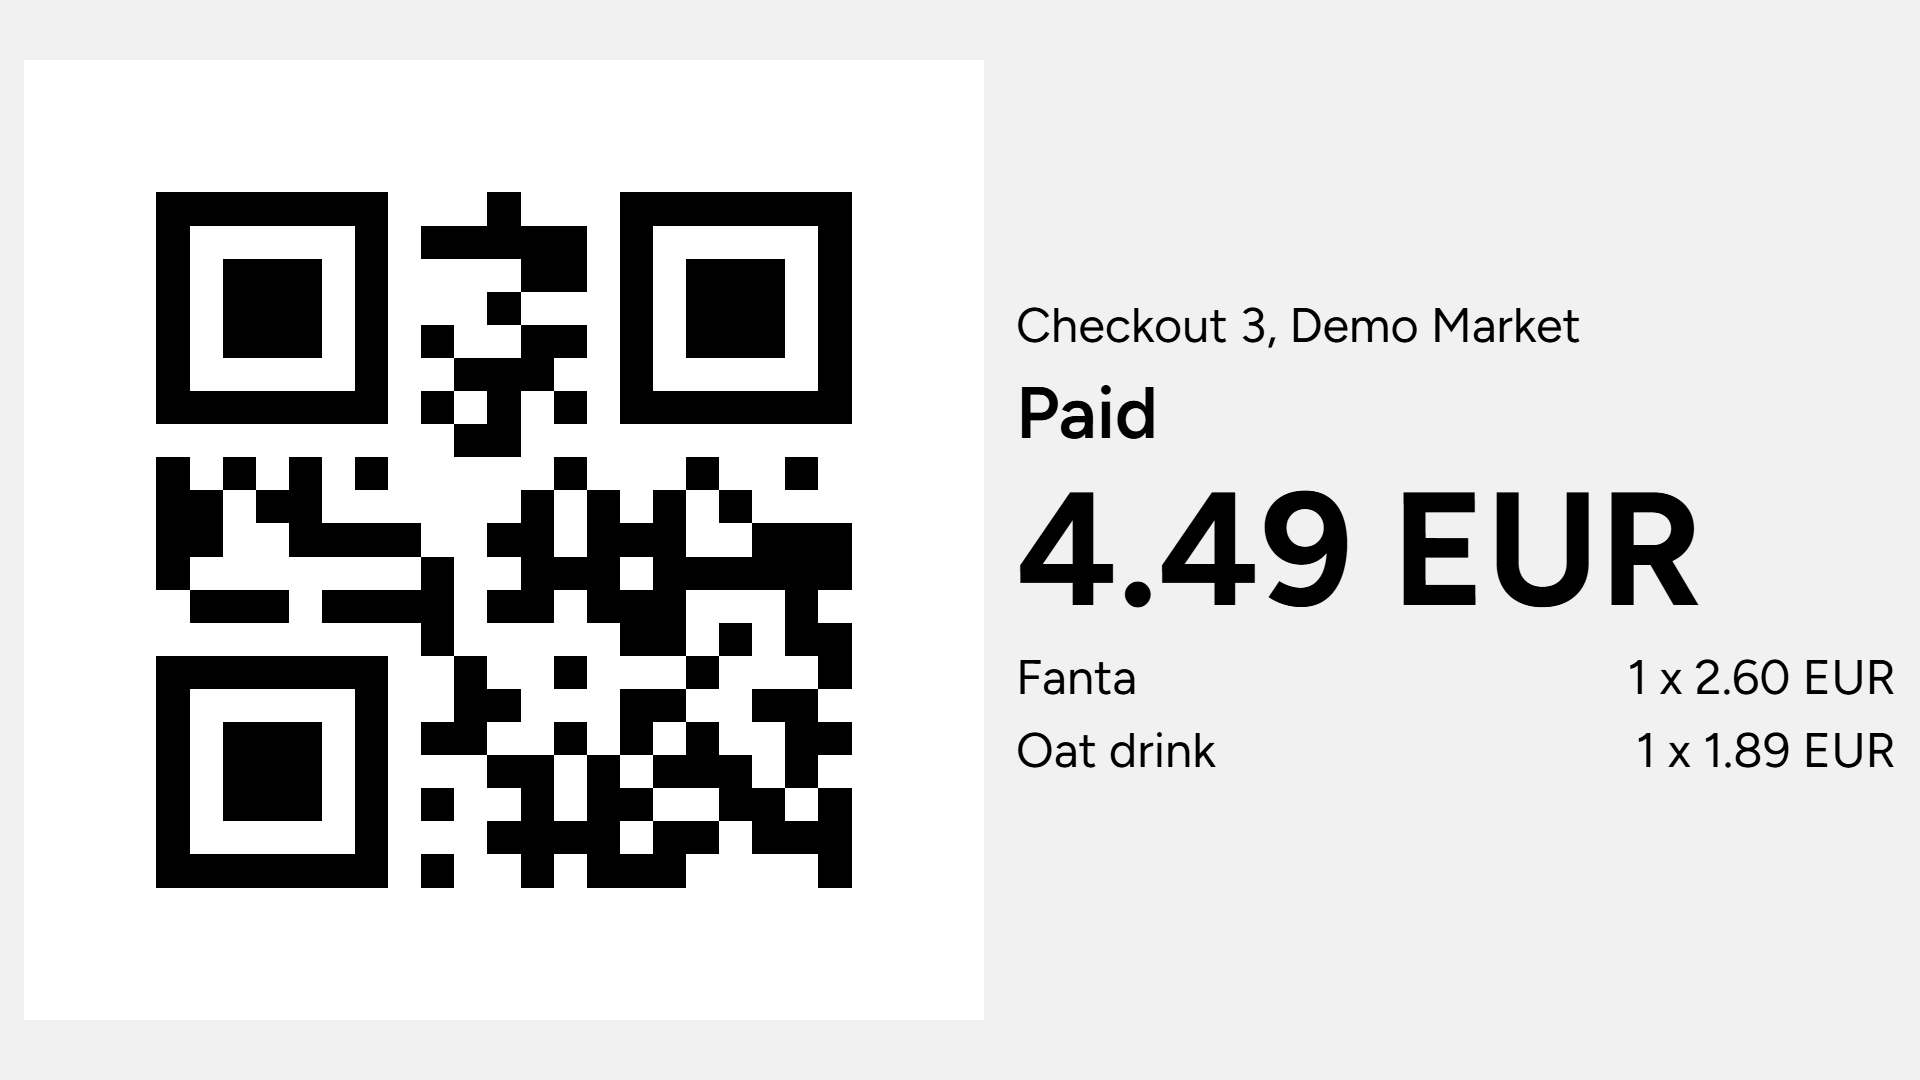 Checkout 3, Demo Market
Paid
4.49 EUR
Fanta 1 x 2.60 EUR
Oat drink 1 x 1.89 EUR